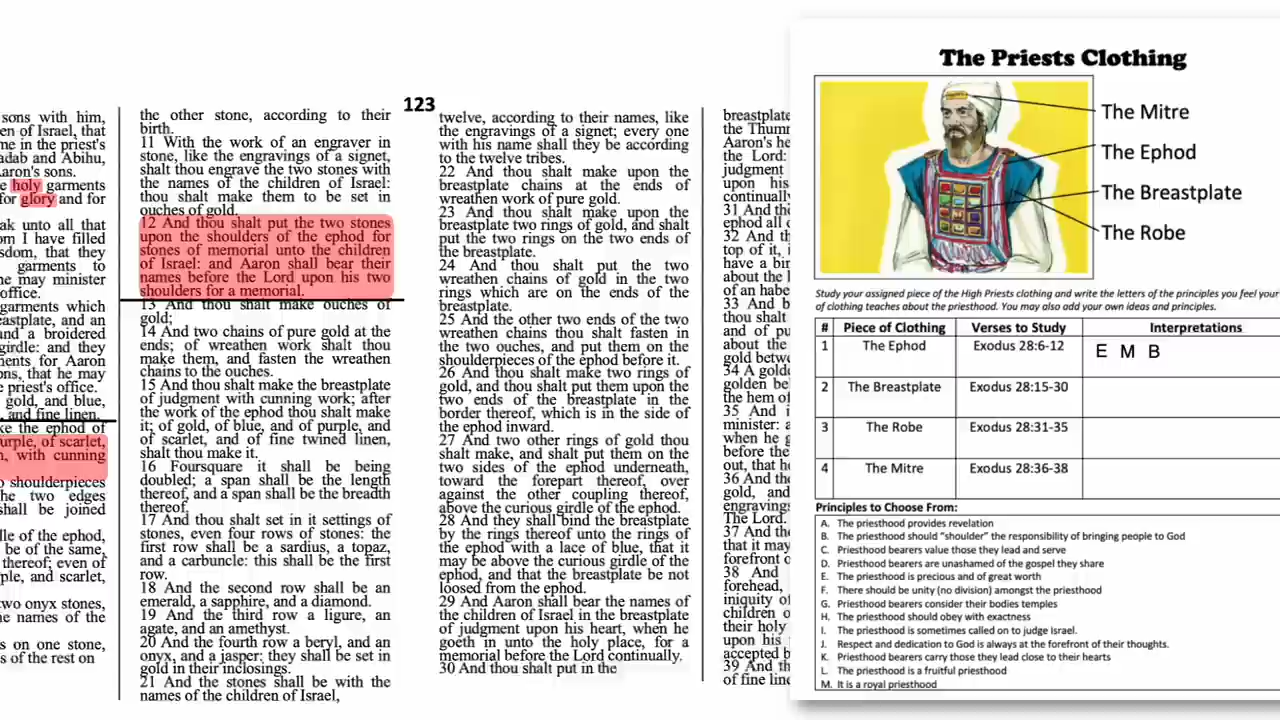 123
sons with him,
en of Israel, that
me in the priest's
adab and Abihu,
aron's sons.
e holy garments
for glory and for
ak unto all that
om I have filled
isdom, that they
garments to
he may minister
office.
garments which
eastplate, and an
and a broidered
girdle: and they
ments for Aaron
ons, that he may
e priest's office.
gold, and blue,
, and fine linen.
ke the ephod of
urple, of scarlet,
n, with cunning
o shoulderpieces
he two edges
shall be joined
lle of the ephod,
be of the same,
thereof; even of
ple, and scarlet,
two onyx stones,
he names of the
s on one stone,
s of the rest on
the other stone, according to their
birth.
11 With the work of an engraver in
stone, like the engravings of a signet,
shalt thou engrave the two stones with
the names of the children of Israel:
thou shalt make them to be set in
ouches of gold.
12 And thou shalt put the two stones
upon the shoulders of the ephod for
stones of memorial unto the children
of Israel: and Aaron shall bear their
names before the Lord upon his two
shoulders for a memorial.
13 And thou shalt make ouches of
gold;
14 And two chains of pure gold at the
ends; of wreathen work shalt thou
make them, and fasten the wreathen
chains to the ouches.
15 And thou shalt make the breastplate
of judgment with cunning work; after
the work of the ephod thou shalt make
it; of gold, of blue, and of purple, and
of scarlet, and of fine twined linen,
shalt thou make it.
16 Foursquare it shall be being
doubled; a span shall be the length
thereof, and a span shall be the breadth
thereof.
17 And thou shalt set in it settings of
stones, even four rows of stones: the
first row shall be a sardius, a topaz,
and a carbuncle: this shall be the first
row.
18 And the second row shall be an
emerald, a sapphire, and a diamond.
19 And the third row a ligure, an
agate, and an amethyst.
20 And the fourth row a beryl, and an
onyx, and a jasper: they shall be set in
gold in their inclosings.
21 And the stones shall be with the
names of the children of Israel,
twelve, according to their names, like
the engravings of a signet; every one
with his name shall they be according
to the twelve tribes.
22 And thou shalt make upon the
breastplate chains at the ends of
wreathen work of pure gold.
23 And thou shalt make upon the
breastplate two rings of gold, and shalt
put the two rings on the two ends of
the breastplate.
24 And thou shalt put the two
wreathen chains of gold in the two
rings which are on the ends of the
breastplate.
25 And the other two ends of the two
wreathen chains thou shalt fasten in
the two ouches, and put them on the
shoulderpieces of the ephod before it.
26 And thou shalt make two rings of
gold, and thou shalt put them upon the
two ends of the breastplate in the
border thereof, which is in the side of
the ephod inward.
27 And two other rings of gold thou
shalt make, and shalt put them on the
two sides of the ephod underneath,
toward the forepart thereof, over
against the other coupling thereof,
above the curious girdle of the ephod.
28 And they shall bind the breastplate
by the rings thereof unto the rings of
the ephod with a lace of blue, that it
may be above the curious girdle of the
ephod, and that the breastplate be not
loosed from the ephod.
29 And Aaron shall bear the names of
the children of Israel in the breastplate
of judgment upon his heart, when he
goeth in unto the holy place, for a
memorial before the Lord continually.
30 And thou shalt put in the
breastplate
the Thumm
Aaron's he
the Lord:
judgment
upon his
continually
31 And tho
ephod all o
32 And th
top of it, i
have a bin
about the l
of an habe
33 And b
thou shalt
and of pu
about the
gold betw
34 A golde
golden be
the hem of
35 And i
minister: a
when he g
before the
out, that he
36 And the
gold, and
engravings
The Lord.
37 And the
that it may
forefront o
38 And
forehead,
iniquity of
children o
their holy
upon his
accepted b
39 And th
of fine line
The Priests Clothing
The Mitre
The Ephod
The Breastplate
The Robe
Study your assigned piece of the High Priests clothing and write the letters of the principles you feel your
of clothing teaches about the priesthood. You may also add your own ideas and principles.
# Piece of Clothing Verses to Study Interpretations
1 The Ephod Exodus 28:6-12 E M B
2 The Breastplate Exodus 28:15-30
3 The Robe Exodus 28:31-35
4 The Mitre Exodus 28:36-38
Principles to Choose From:
A. The priesthood provides revelation
B. The priesthood should "shoulder" the responsibility of bringing people to God
C. Priesthood bearers value those they lead and serve
D. Priesthood bearers are unashamed of the gospel they share
E. The priesthood is precious and of great worth
F. There should be unity (no division) amongst the priesthood
G. Priesthood bearers consider their bodies temples
H. The priesthood should obey with exactness
I. The priesthood is sometimes called on to judge Israel.
J. Respect and dedication to God is always at the forefront of their thoughts.
K. Priesthood bearers carry those they lead close to their hearts
L. The priesthood is a fruitful priesthood
M. It is a royal priesthood